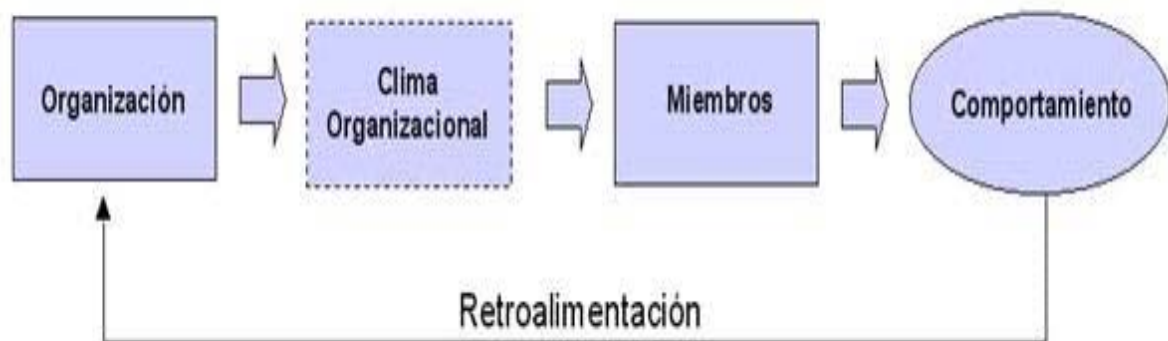 Organización
Clima
Organizacional
Miembros
Comportamiento
Retroalimentación